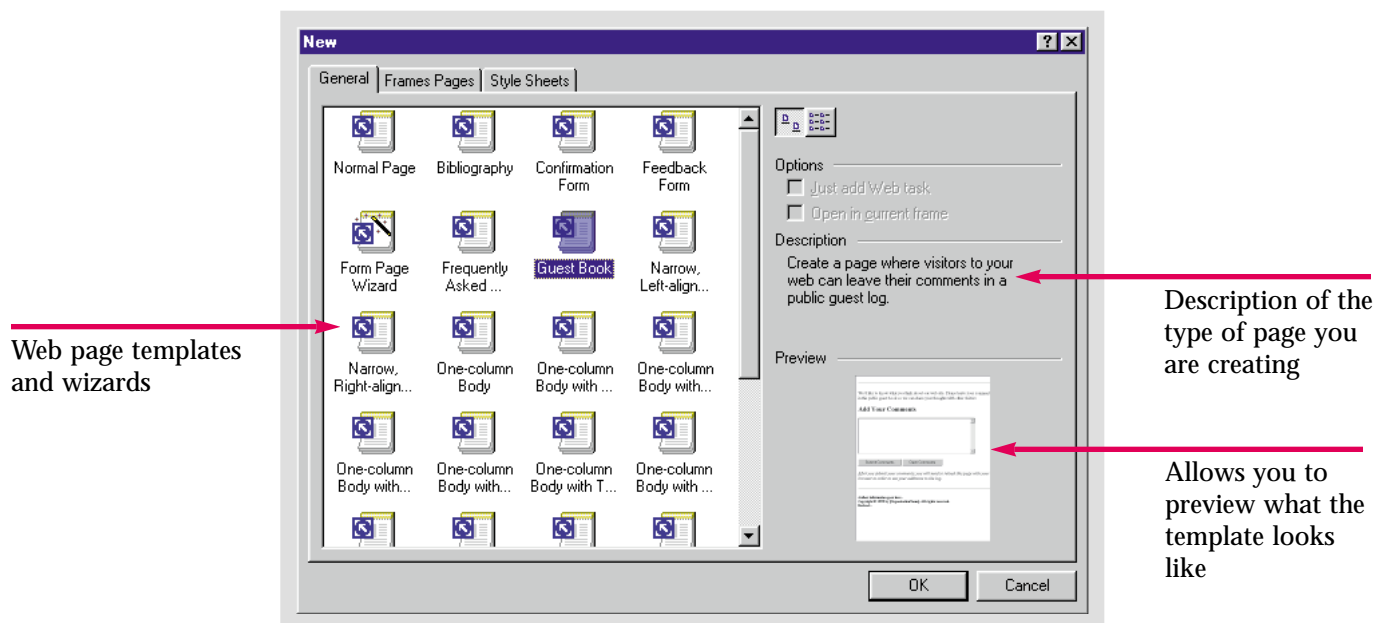 New
General
Frames Pages
Style Sheets
Normal Page
Bibliography
Confirmation
Form
Feedback
Form
Form Page
Wizard
Frequently
Asked ...
Guest Book
Narrow,
Left-align...
Narrow,
Right-align...
One-column
Body
One-column
Body with ...
One-column
Body with...
One-column
Body with...
One-column
Body with...
One-column
Body with T...
One-column
Body with ...
Options
Just add Web task
Open in current frame
Description
Create a page where visitors to your
web can leave their comments in a
public guest log.
Preview
Add Your Comments
OK
Cancel
Web page templates
and wizards
Description of the
type of page you
are creating
Allows you to
preview what the
template looks
like